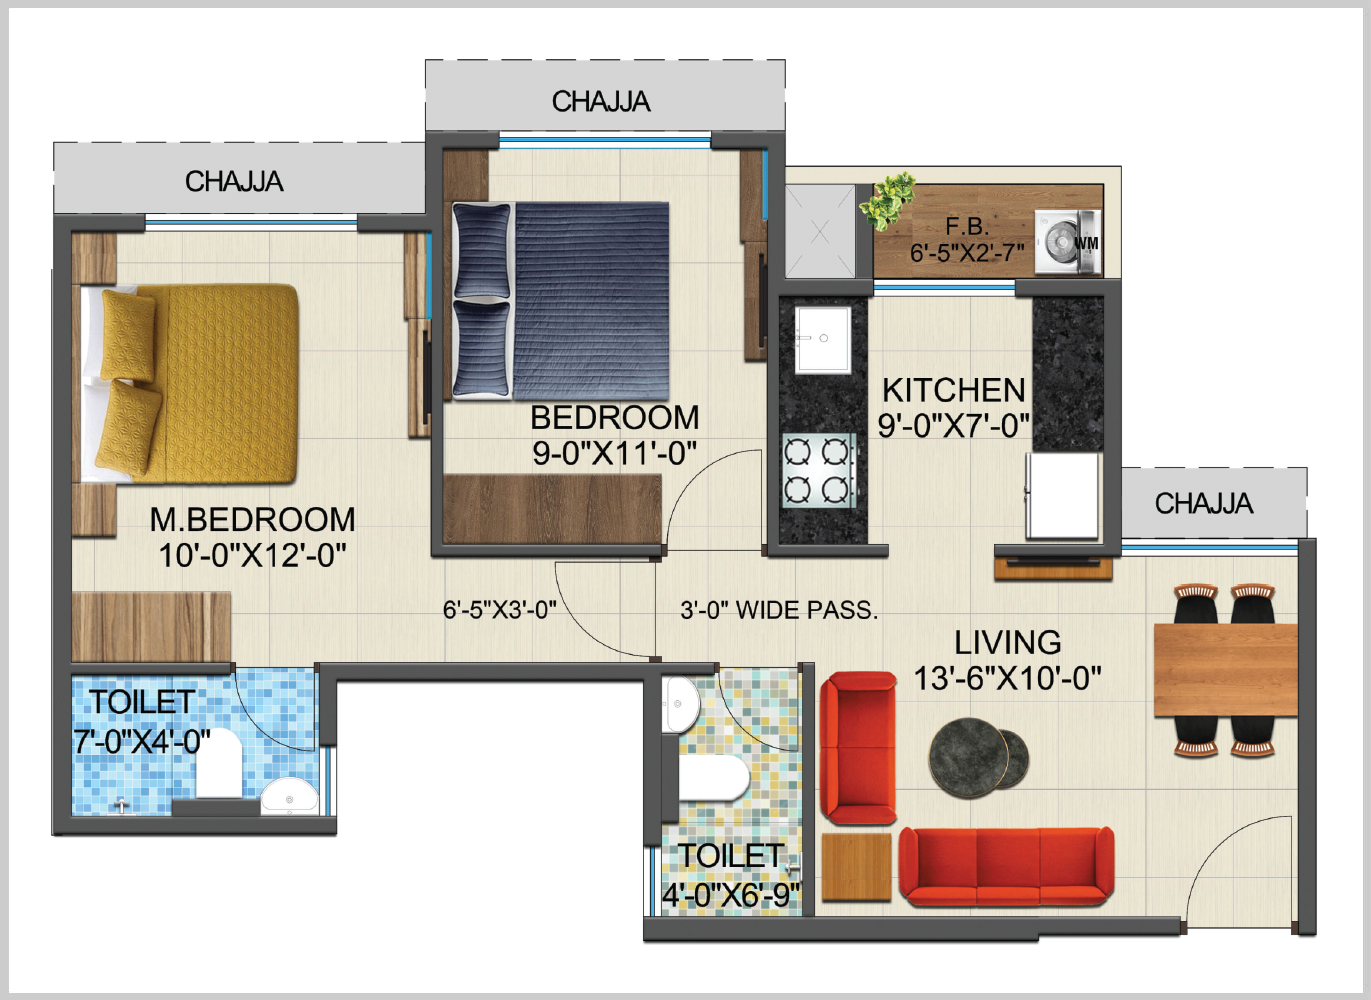 CHAJJA
CHAJJA
F.B.
6'-5"X2'-7"
WM
KITCHEN
9'-0"X7'-0"
BEDROOM
9-0"X11'-0"
CHAJJA
M.BEDROOM
10'-0"X12'-0"
6'-5"X3'-0"
3'-0" WIDE PASS.
LIVING
13'-6"X10'-0"
TOILET
7'-0"X4'-0"
TOILET
4'-0"X6'-9"